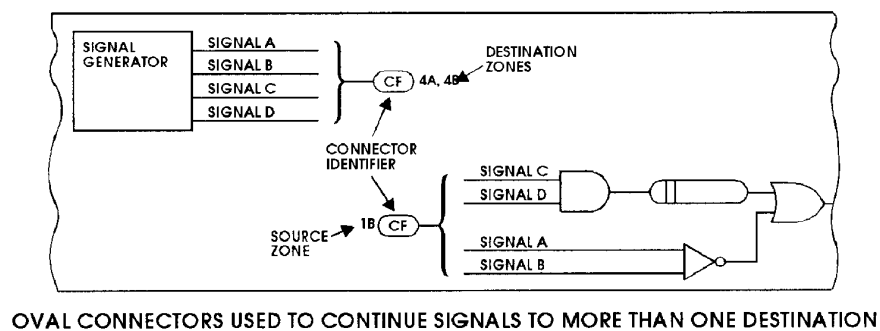 SIGNAL
GENERATOR
SIGNAL A
SIGNAL B
SIGNAL C
SIGNAL D
CF
4A, 4B
DESTINATION
ZONES
CONNECTOR
IDENTIFIER
SOURCE
ZONE
1B
CF
SIGNAL C
SIGNAL D
SIGNAL A
SIGNAL B
OVAL CONNECTORS USED TO CONTINUE SIGNALS TO MORE THAN ONE DESTINATION